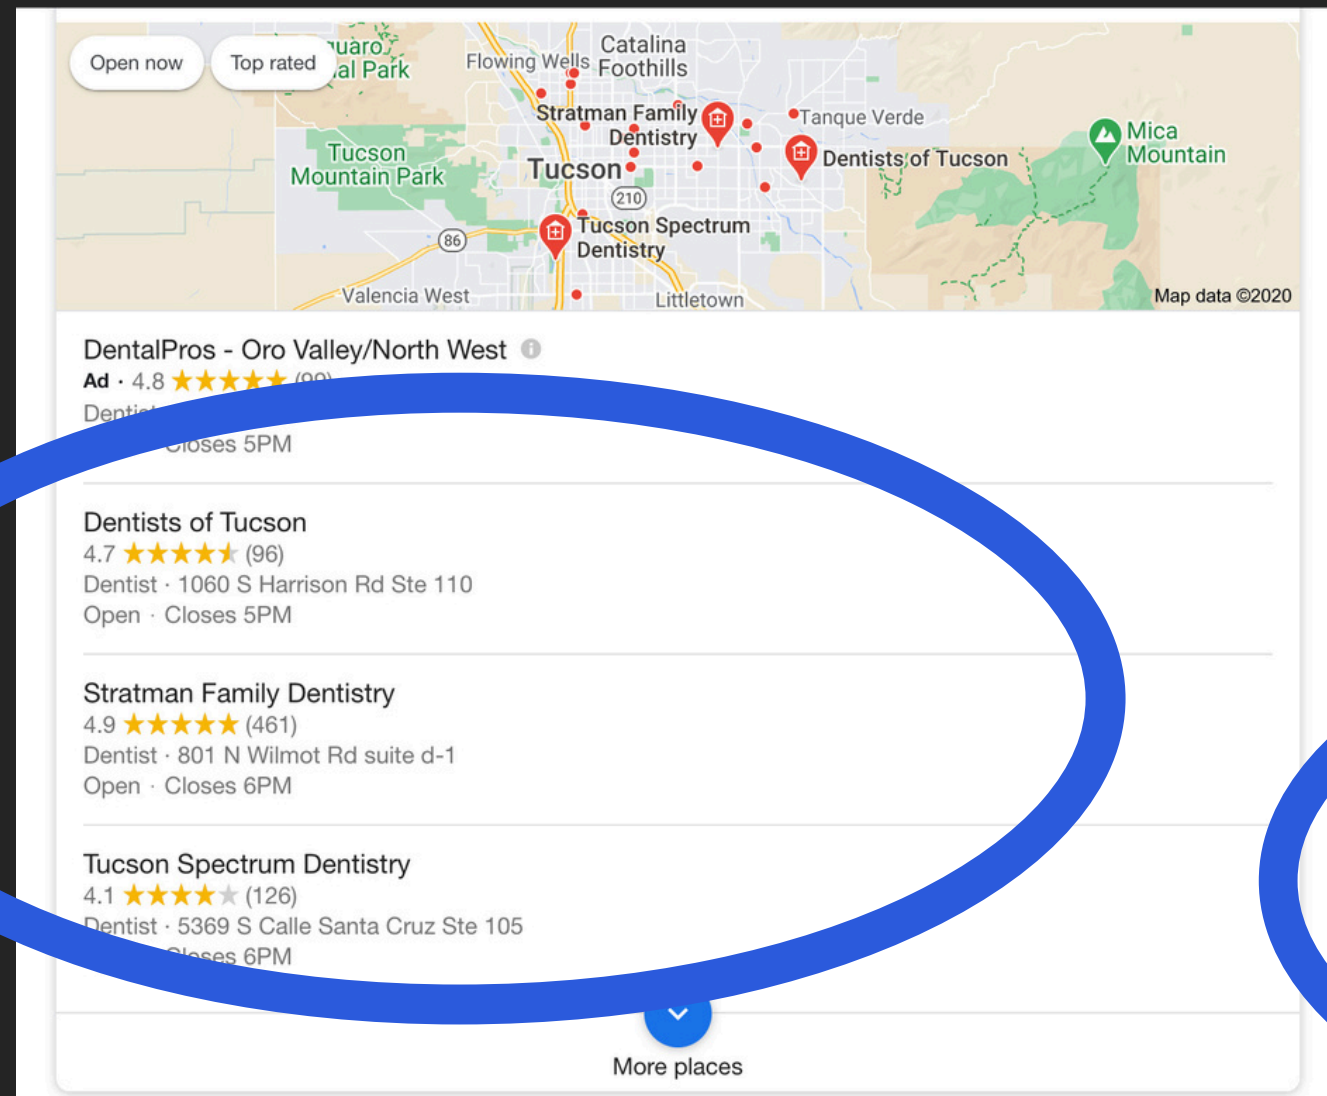 Open now
Top rated
al Park
Flowing Wells
Catalina
Foothills
Stratman Family
Dentistry
Tanque Verde
Mica
Mountain
Tucson
Mountain Park
Tucson
Dentists of Tucson
210
Tucson Spectrum
Dentistry
86
Valencia West
Littletown
Map data ©2020
DentalPros - Oro Valley/North West
Ad · 4.8
Dentist
Closes 5PM
Dentists of Tucson
4.7 (96)
Dentist · 1060 S Harrison Rd Ste 110
Open · Closes 5PM
Stratman Family Dentistry
4.9 (461)
Dentist · 801 N Wilmot Rd suite d-1
Open · Closes 6PM
Tucson Spectrum Dentistry
4.1 (126)
Dentist · 5369 S Calle Santa Cruz Ste 105
Closes 6PM
More places